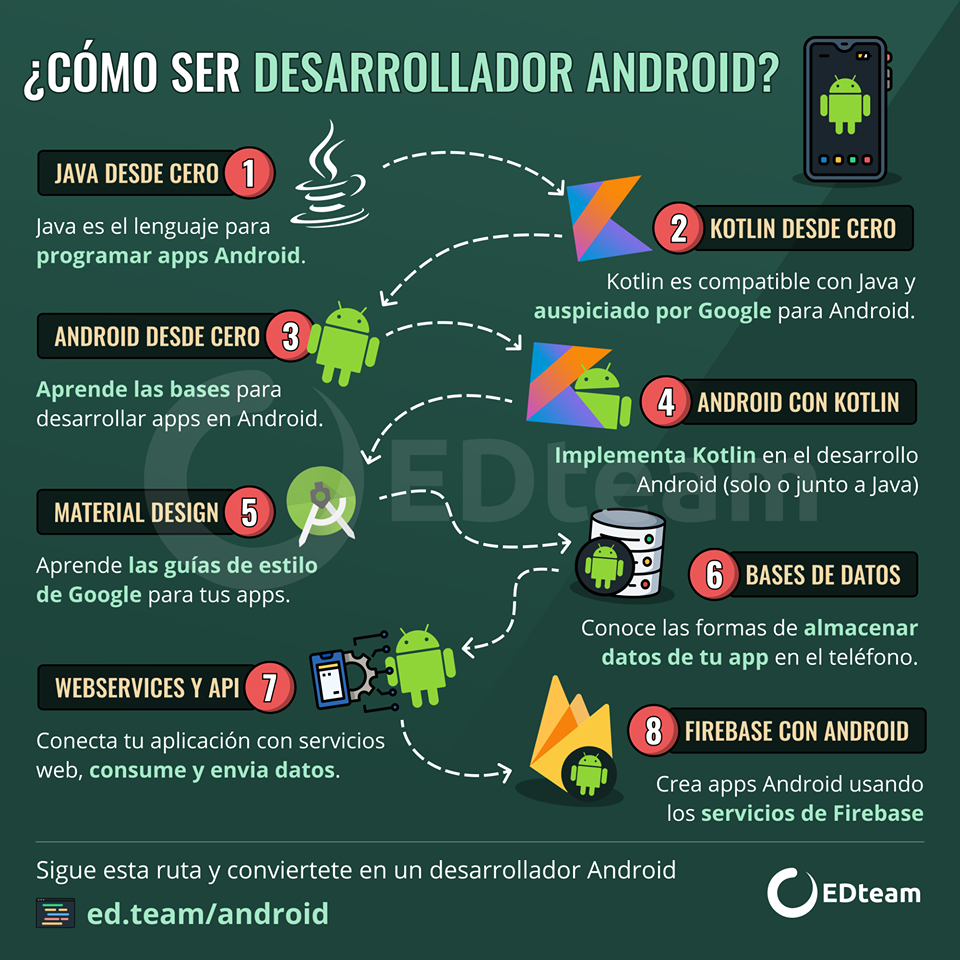 ¿CÓMO SER DESARROLLADOR ANDROID?
JAVA DESDE CERO 1
Java es el lenguaje para
programar apps Android.
2 KOTLIN DESDE CERO
Kotlin es compatible con Java y
auspiciado por Google para Android.
ANDROID DESDE CERO 3
Aprende las bases para
desarrollar apps en Android.
4 ANDROID CON KOTLIN
Implementa Kotlin en el desarrollo
Android (solo o junto a Java)
EDteam
MATERIAL DESIGN 5
Aprende las guías de estilo
de Google para tus apps.
6 BASES DE DATOS
Conoce las formas de almacenar
datos de tu app en el teléfono.
WEBSERVICES Y API 7
Conecta tu aplicación con servicios
web, consume y envia datos.
8 FIREBASE CON ANDROID
Crea apps Android usando
los servicios de Firebase
Sigue esta ruta y conviertete en un desarrollador Android
ed.team/android
EDteam